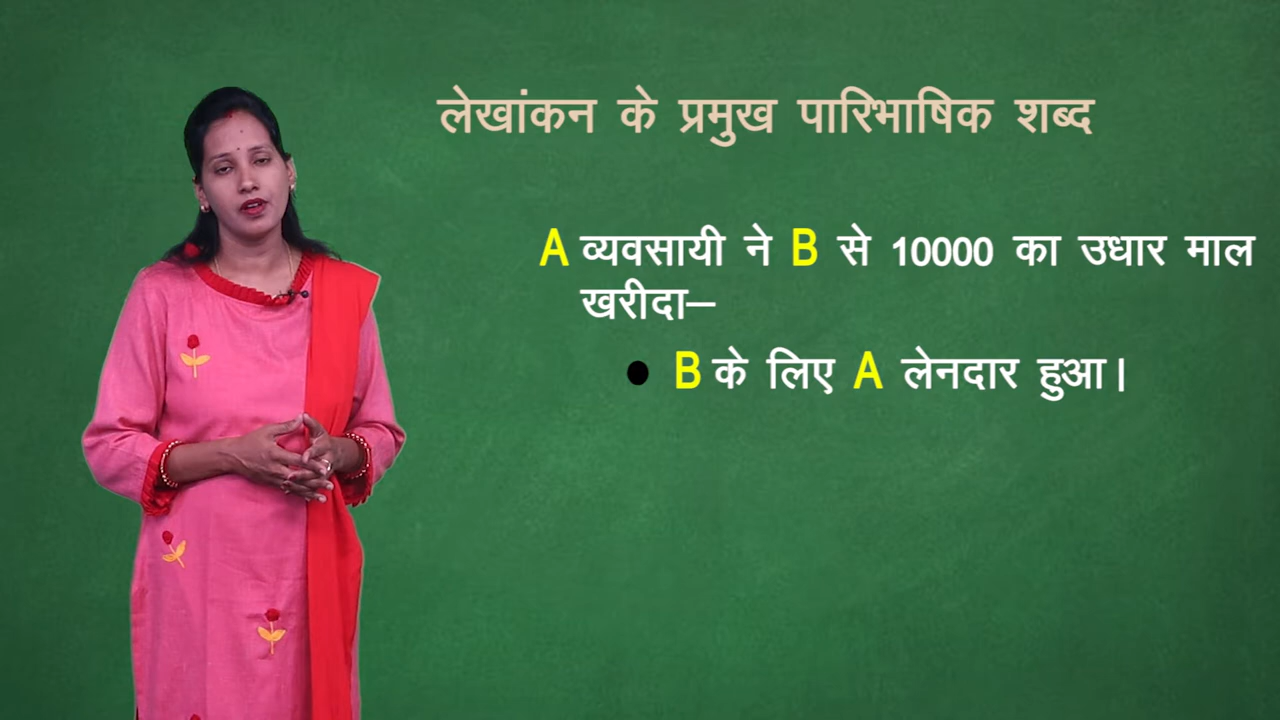 लेखांकन के प्रमुख पारिभाषिक शब्द
A व्यवसायी ने B से 10000 का उधार माल
खरीदा–
● B के लिए A लेनदार हुआ।